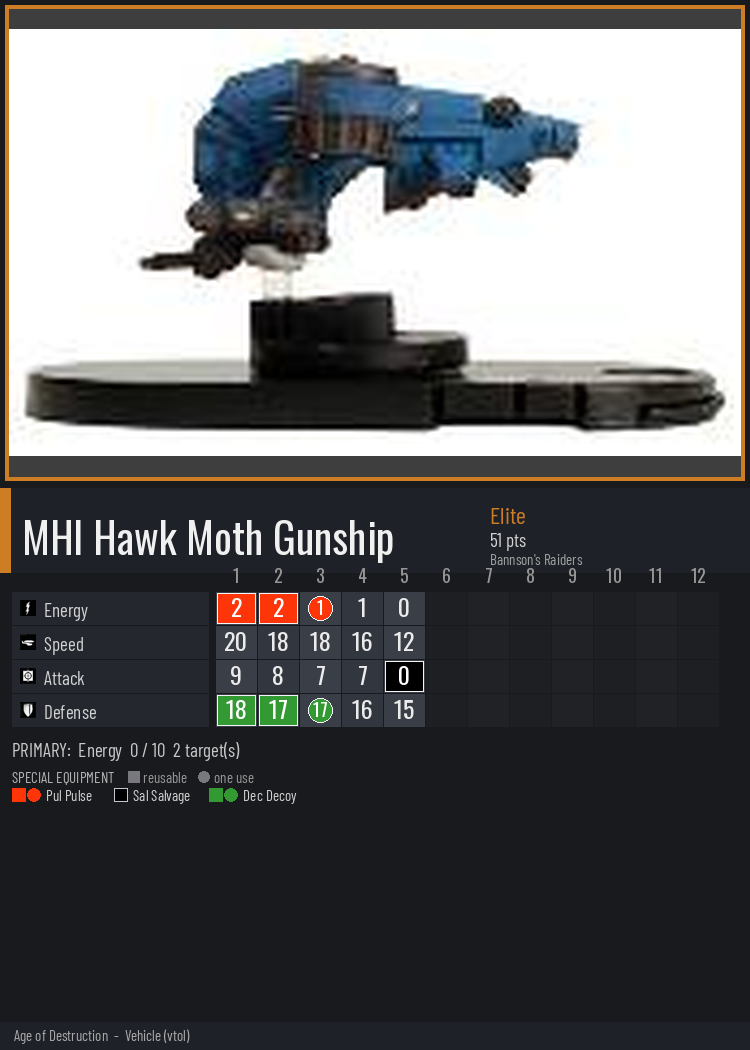 MHI Hawk Moth Gunship
Elite
51 pts
Bannson's Raiders
1 2 3 4 5 6 7 8 9 10 11 12
Energy 2 2 1 1 0
Speed 20 18 18 16 12
Attack 9 8 7 7 0
Defense 18 17 17 16 15
PRIMARY: Energy 0 / 10 2 target(s)
SPECIAL EQUIPMENT reusable one use
Pul Pulse Sal Salvage Dec Decoy
Age of Destruction - Vehicle (vtol)